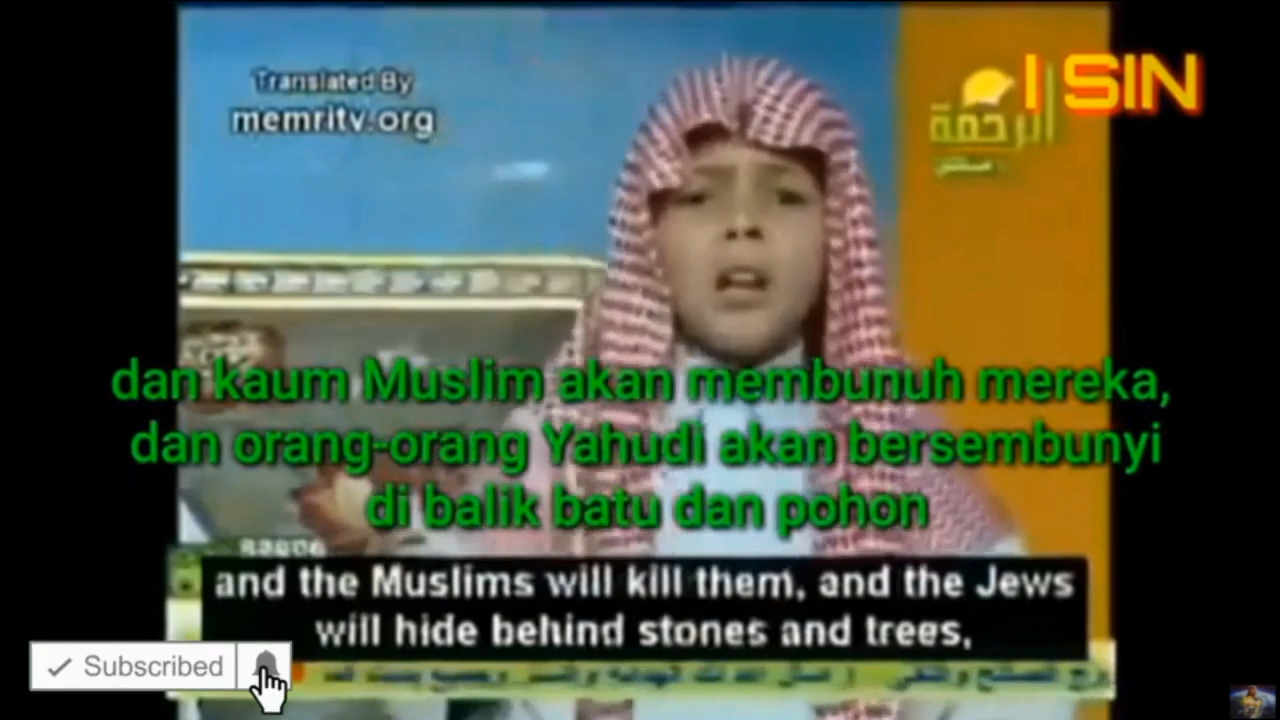 Translated By
memritv.org
I SIN
الرحمة
dan kaum Muslim akan membunuh mereka,
dan orang-orang Yahudi akan bersembunyi
di balik batu dan pohon
and the Muslims will kill them, and the Jews
will hide behind stones and trees,
Subscribed